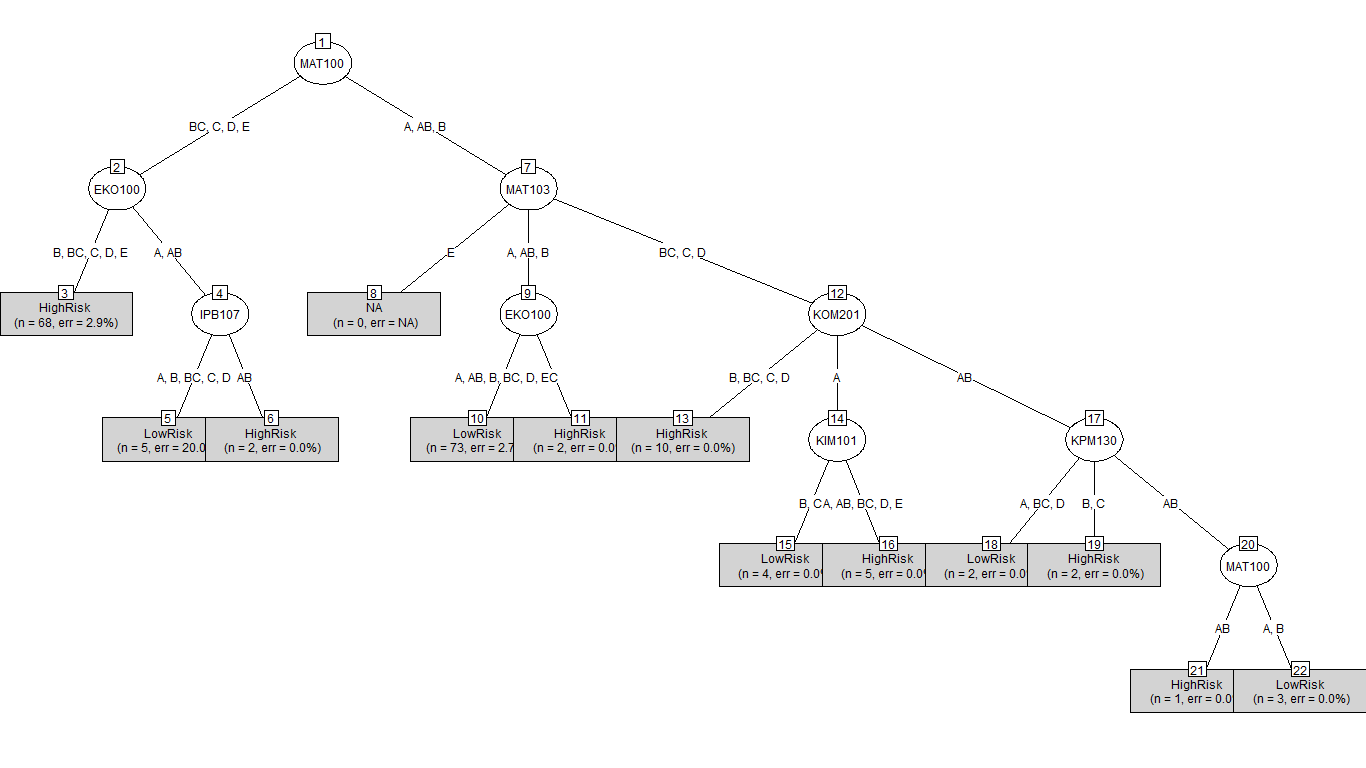 1
MAT100
BC, C, D, E
A, AB, B
2
EKO100
7
MAT103
B, BC, C, D, E
A, AB
E
A, AB, B
BC, C, D
3
HighRisk
(n = 68, err = 2.9%)
4
IPB107
8
NA
(n = 0, err = NA)
9
EKO100
12
KOM201
A, B, BC, C, D
AB
A, AB, B, BC, D, E
C
B, BC, C, D
A
AB
5
LowRisk
(n = 5, err = 20.0
6
HighRisk
(n = 2, err = 0.0%)
10
LowRisk
(n = 73, err = 2.7
11
HighRisk
(n = 2, err = 0.0
13
HighRisk
(n = 10, err = 0.0%)
14
KIM101
17
KPM130
B, C
A, AB, BC, D, E
A, BC, D
B, C
AB
15
LowRisk
(n = 4, err = 0.0%
16
HighRisk
(n = 5, err = 0.0%
18
LowRisk
(n = 2, err = 0.0
19
HighRisk
(n = 2, err = 0.0%)
20
MAT100
AB
A, B
21
HighRisk
(n = 1, err = 0.0
22
LowRisk
(n = 3, err = 0.0%)